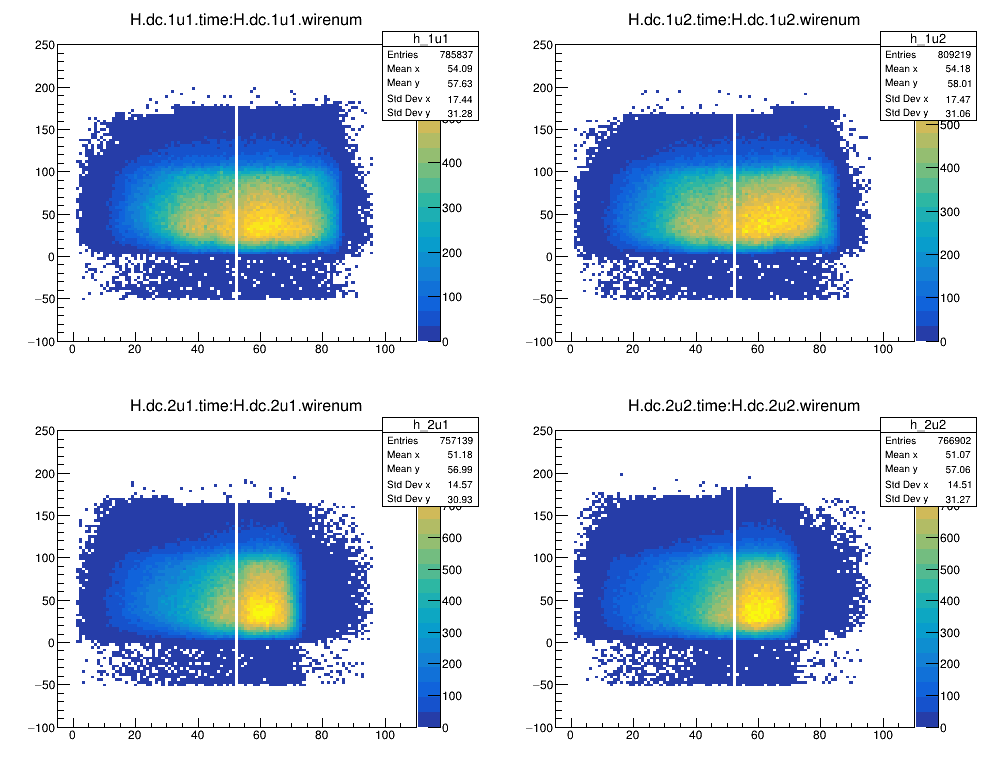 H.dc.1u1.time:H.dc.1u1.wirenum
h_1u1
Entries 785837
Mean x 54.09
Mean y 57.63
Std Dev x 17.44
Std Dev y 31.28
250
200
150
100
50
0
−50
−100
0 20 40 60 80 100
400
300
200
100
0
H.dc.1u2.time:H.dc.1u2.wirenum
h_1u2
Entries 809219
Mean x 54.18
Mean y 58.01
Std Dev x 17.47
Std Dev y 31.06
250
200
150
100
50
0
−50
−100
0 20 40 60 80 100
500
400
300
200
100
0
H.dc.2u1.time:H.dc.2u1.wirenum
h_2u1
Entries 757139
Mean x 51.18
Mean y 56.99
Std Dev x 14.57
Std Dev y 30.93
250
200
150
100
50
0
−50
−100
0 20 40 60 80 100
600
500
400
300
200
100
0
H.dc.2u2.time:H.dc.2u2.wirenum
h_2u2
Entries 766902
Mean x 51.07
Mean y 57.06
Std Dev x 14.51
Std Dev y 31.27
250
200
150
100
50
0
−50
−100
0 20 40 60 80 100
600
500
400
300
200
100
0